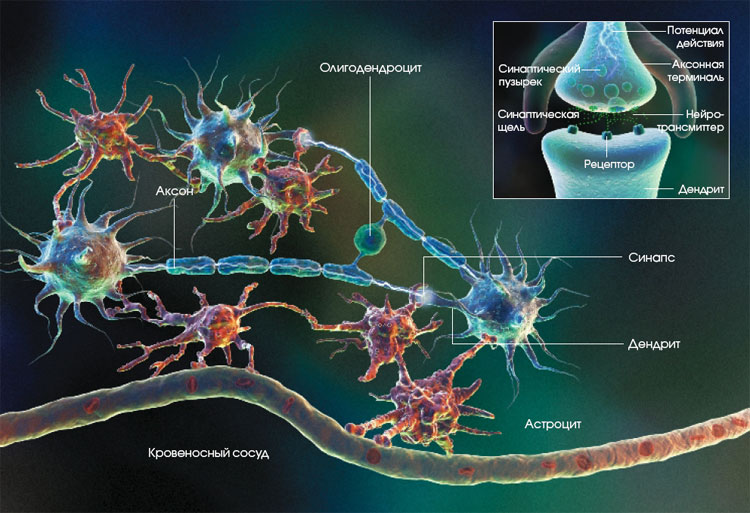 Потенциал
действия
Олигодендроцит
Синаптический
пузырек
Аксонная
терминаль
Синаптическая
щель
Нейро-
трансмиттер
Рецептор
Аксон
Дендрит
Синапс
Дендрит
Астроцит
Кровеносный сосуд